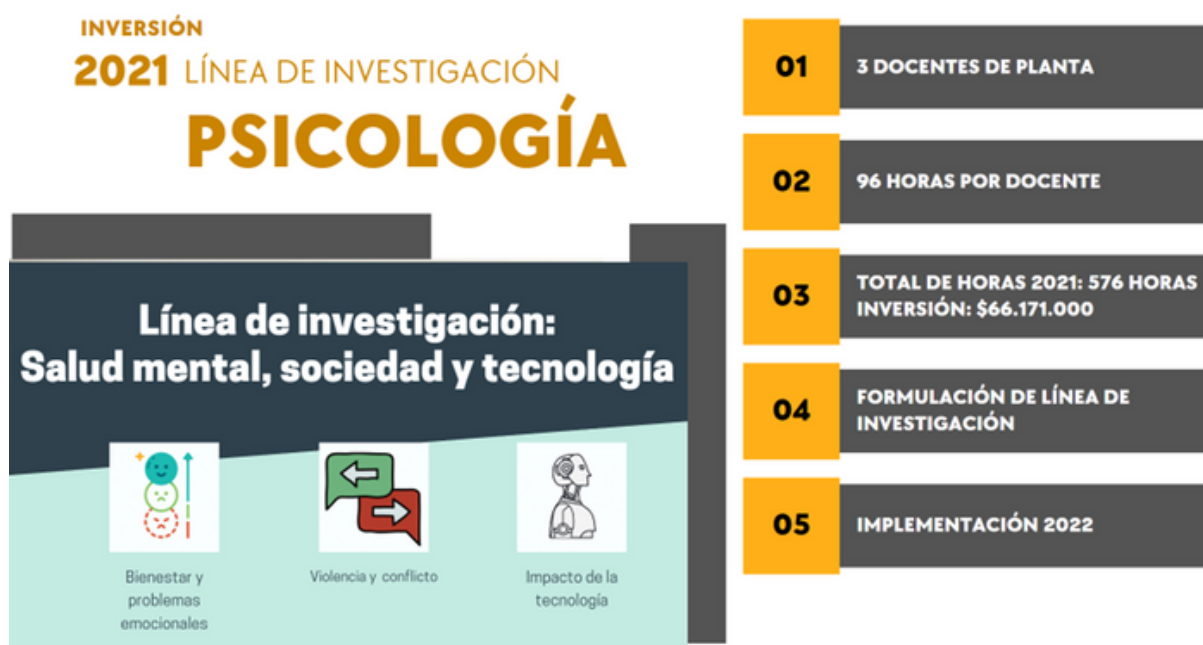 INVERSIÓN
2021 LÍNEA DE INVESTIGACIÓN
PSICOLOGÍA
Línea de investigación:
Salud mental, sociedad y tecnología
Bienestar y
problemas
emocionales
Violencia y conflicto
Impacto de la
tecnología
01
3 DOCENTES DE PLANTA
02
96 HORAS POR DOCENTE
03
TOTAL DE HORAS 2021: 576 HORAS
INVERSIÓN: $66.171.000
04
FORMULACIÓN DE LÍNEA DE
INVESTIGACIÓN
05
IMPLEMENTACIÓN 2022